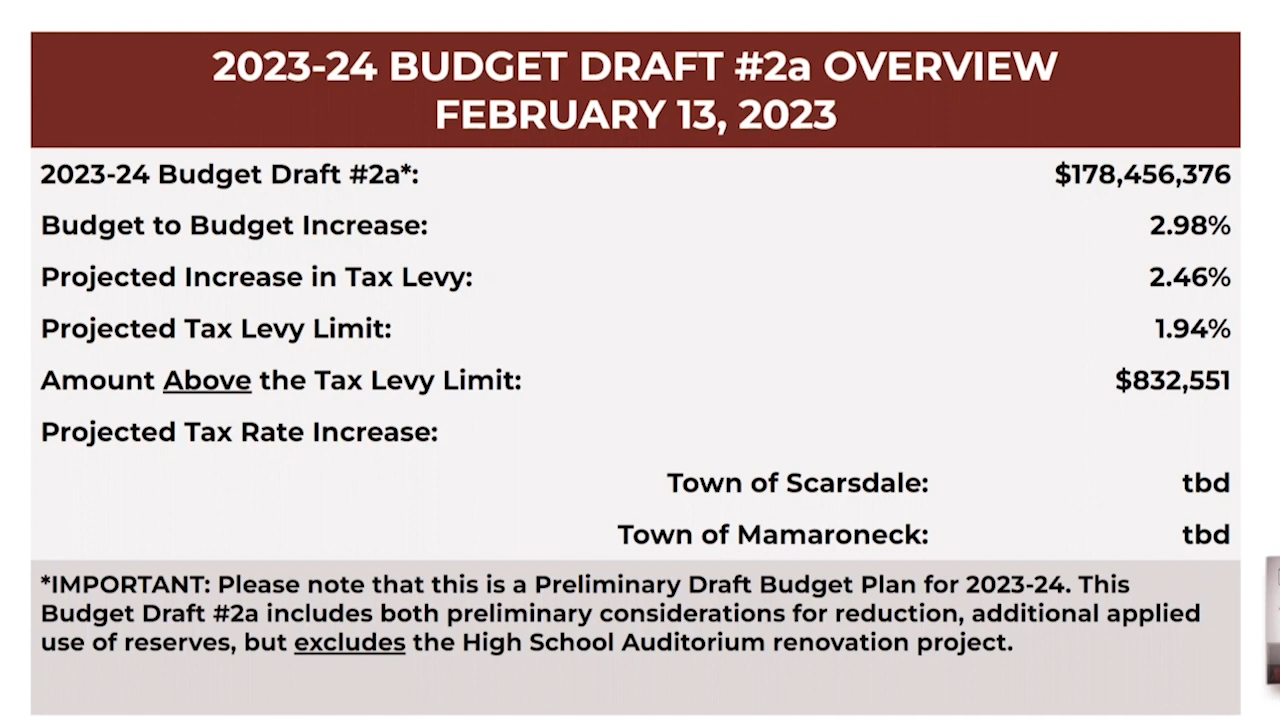 2023-24 BUDGET DRAFT #2a OVERVIEW
FEBRUARY 13, 2023
2023-24 Budget Draft #2a*: $178,456,376
Budget to Budget Increase: 2.98%
Projected Increase in Tax Levy: 2.46%
Projected Tax Levy Limit: 1.94%
Amount Above the Tax Levy Limit: $832,551
Projected Tax Rate Increase:
Town of Scarsdale: tbd
Town of Mamaroneck: tbd
*IMPORTANT: Please note that this is a Preliminary Draft Budget Plan for 2023-24. This
Budget Draft #2a includes both preliminary considerations for reduction, additional applied
use of reserves, but excludes the High School Auditorium renovation project.